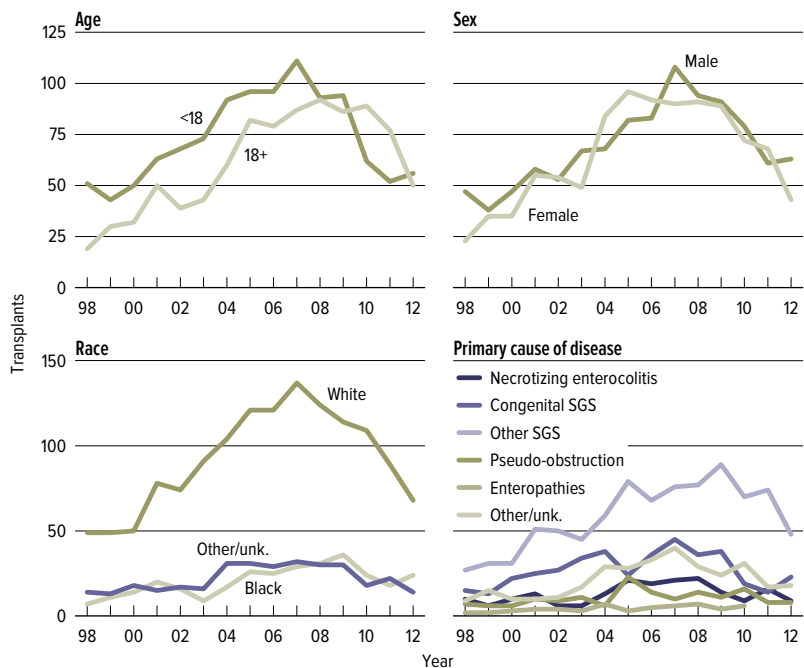 Age
125
100
75
50
25
0
<18
18+
98 00 02 04 06 08 10 12
Sex
Male
Female
98 00 02 04 06 08 10 12
Transplants
Race
150
100
50
0
White
Other/unk.
Black
98 00 02 04 06 08 10 12
Primary cause of disease
Necrotizing enterocolitis
Congenital SGS
Other SGS
Pseudo-obstruction
Enteropathies
Other/unk.
98 00 02 04 06 08 10 12
Year